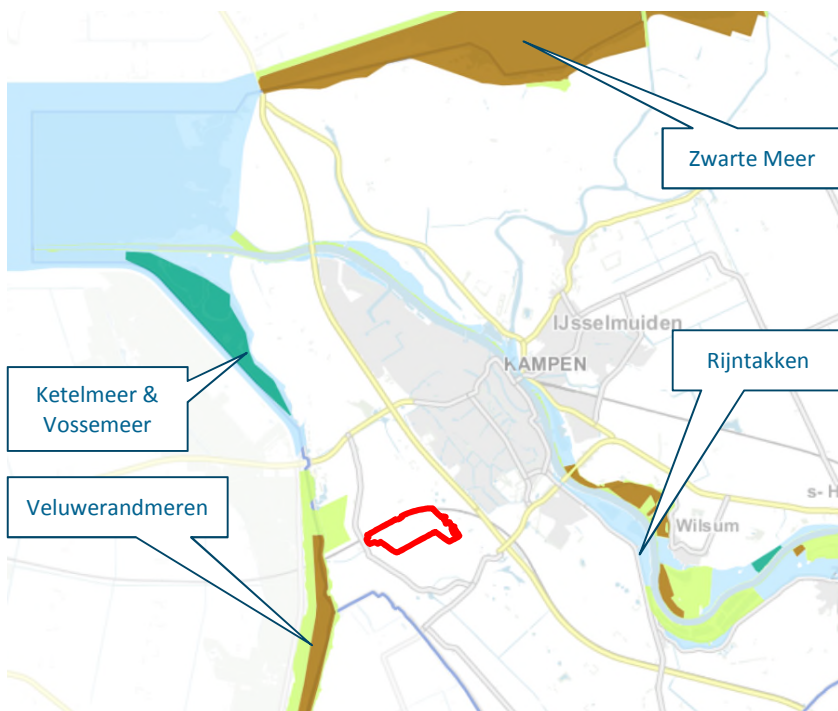 Zwarte Meer
IJsselmuiden
KAMPEN
Rijntakken
Ketelmeer &
Vossemeer
Veluwerandmeren
s- H
Wilsum